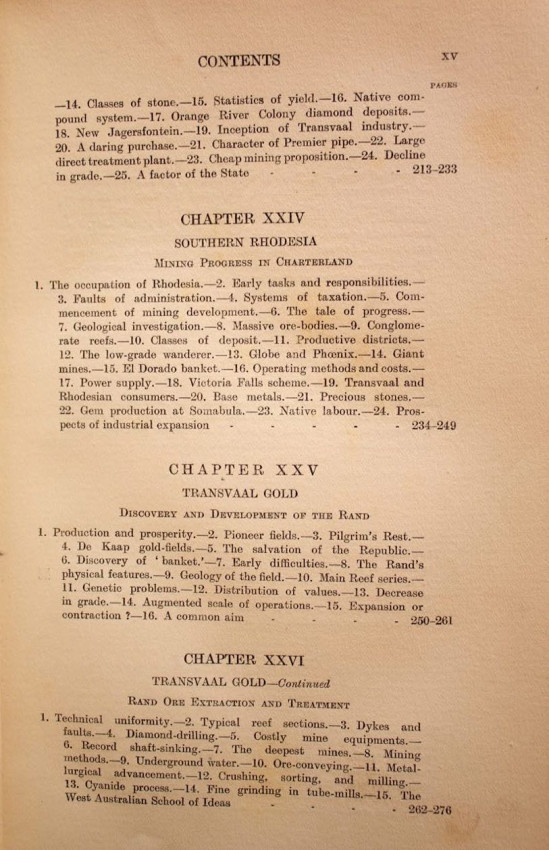 CONTENTS xv
PAGES
—14. Classes of stone.—15. Statistics of yield.—16. Native com-
pound system.—17. Orange River Colony diamond deposits.—
18. New Jagersfontein.—19. Inception of Transvaal industry.—
20. A daring purchase.—21. Character of Premier pipe.—22. Large
direct treatment plant.—23. Cheap mining proposition.—24. Decline
in grade.—25. A factor of the State - - - 213–233
CHAPTER XXIV
SOUTHERN RHODESIA
Mining Progress in Charterland
1. The occupation of Rhodesia.—2. Early tasks and responsibilities.—
3. Faults of administration.—4. Systems of taxation.—5. Com-
mencement of mining development.—6. The tale of progress.—
7. Geological investigation.—8. Massive ore-bodies.—9. Conglome-
rate reefs.—10. Classes of deposit.—11. Productive districts.—
12. The low-grade wanderer.—13. Globe and Phœnix.—14. Giant
mines.—15. El Dorado banket.—16. Operating methods and costs.—
17. Power supply.—18. Victoria Falls scheme.—19. Transvaal and
Rhodesian consumers.—20. Base metals.—21. Precious stones.—
22. Gem production at Somabula.—23. Native labour.—24. Pros-
pects of industrial expansion - - - - - 234–249
CHAPTER XXV
TRANSVAAL GOLD
Discovery and Development of the Rand
1. Production and prosperity.—2. Pioneer fields.—3. Pilgrim's Rest.—
4. De Kaap gold-fields.—5. The salvation of the Republic.—
6. Discovery of ‘banket.’—7. Early difficulties.—8. The Rand's
physical features.—9. Geology of the field.—10. Main Reef series.—
11. Genetic problems.—12. Distribution of values.—13. Decrease
in grade.—14. Augmented scale of operations.—15. Expansion or
contraction?—16. A common aim - - - - 250–261
CHAPTER XXVI
TRANSVAAL GOLD—Continued
Rand Ore Extraction and Treatment
1. Technical uniformity.—2. Typical reef sections.—3. Dykes and
faults.—4. Diamond-drilling.—5. Costly mine equipments.—
6. Record shaft-sinking.—7. The deepest mines.—8. Mining
methods.—9. Underground water.—10. Ore-conveying.—11. Metal-
lurgical advancement.—12. Crushing, sorting, and milling.—
13. Cyanide process.—14. Fine grinding in tube-mills.—15. The
West Australian School of Ideas - - - - 262–276